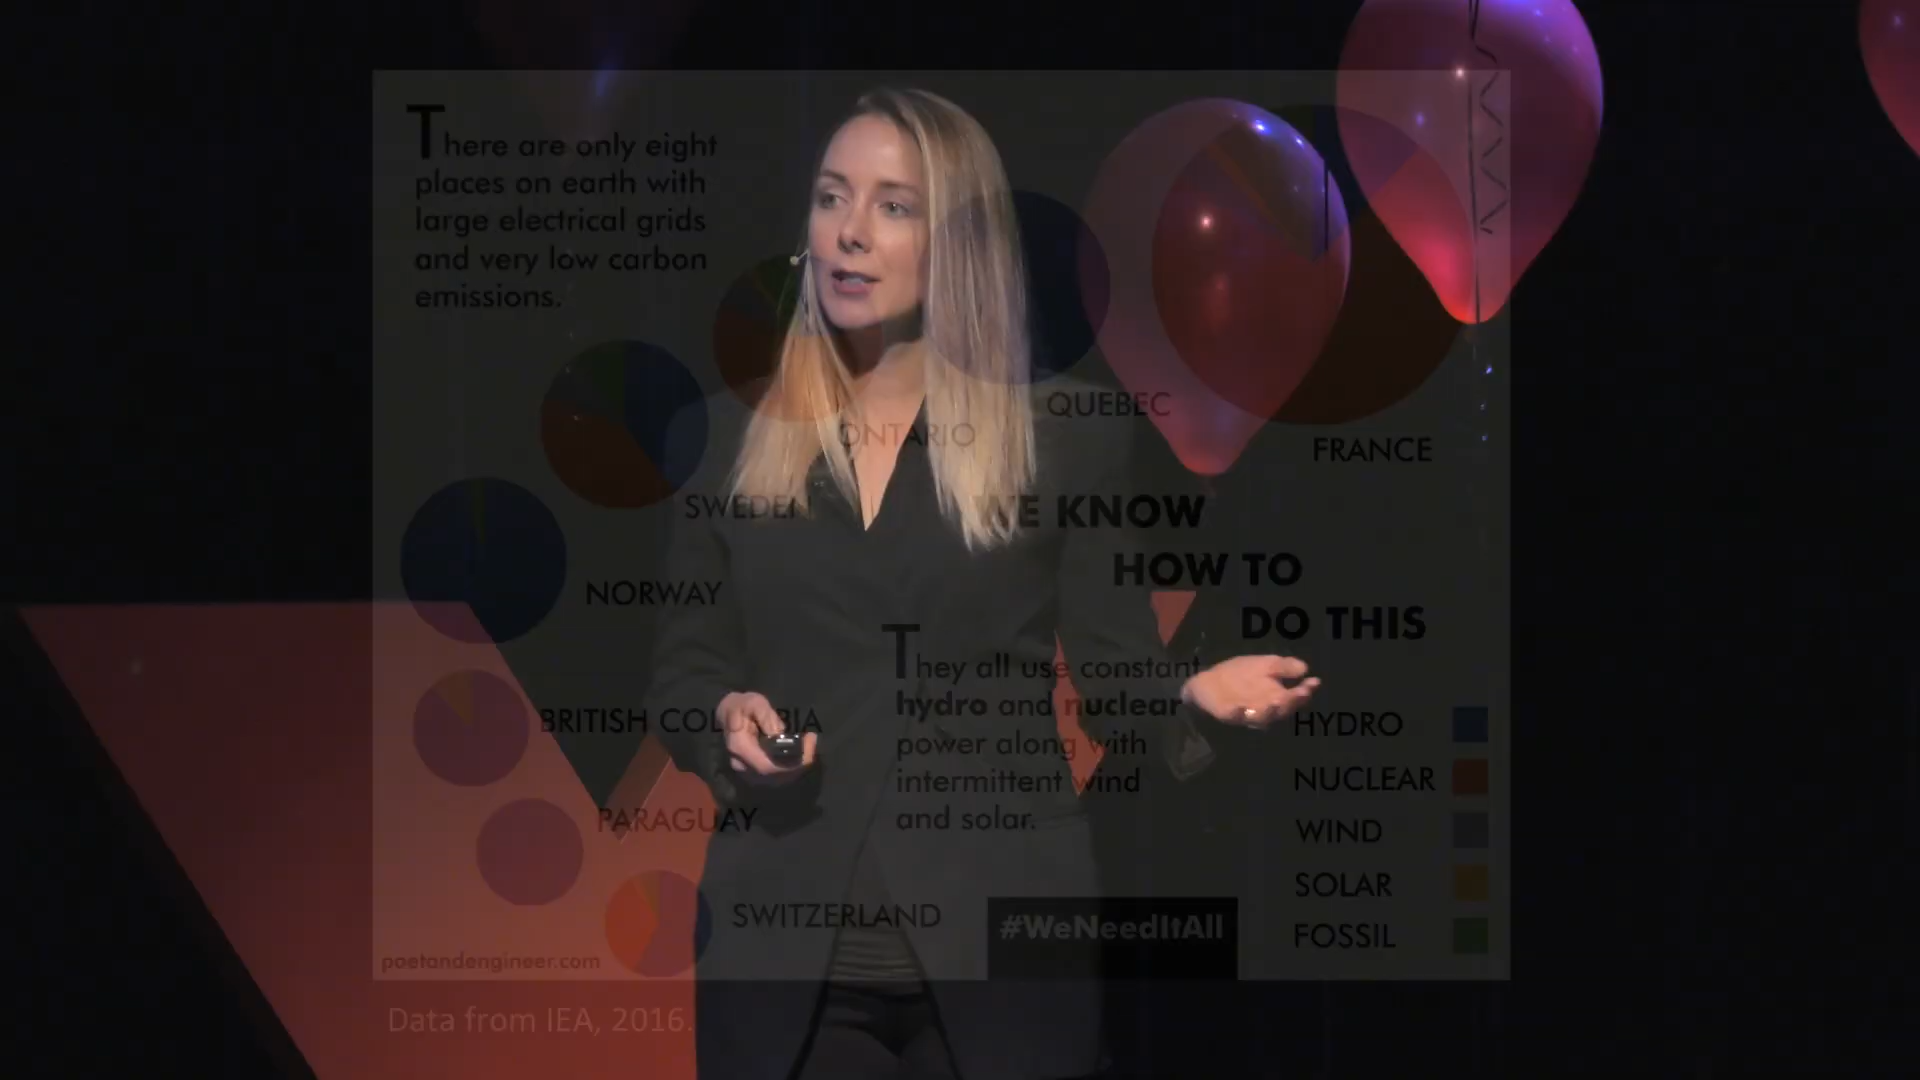 There are only eight
places on earth with
large electrical grids
and very low carbon
emissions.
QUEBEC
ONTARIO
FRANCE
SWEDEN
WE KNOW
HOW TO
DO THIS
NORWAY
They all use constant
hydro and nuclear
power along with
intermittent wind
and solar.
BRITISH COLUMBIA
PARAGUAY
SWITZERLAND
HYDRO
NUCLEAR
WIND
SOLAR
FOSSIL
#WeNeedItAll
poetandengineer.com
Data from IEA, 2016.